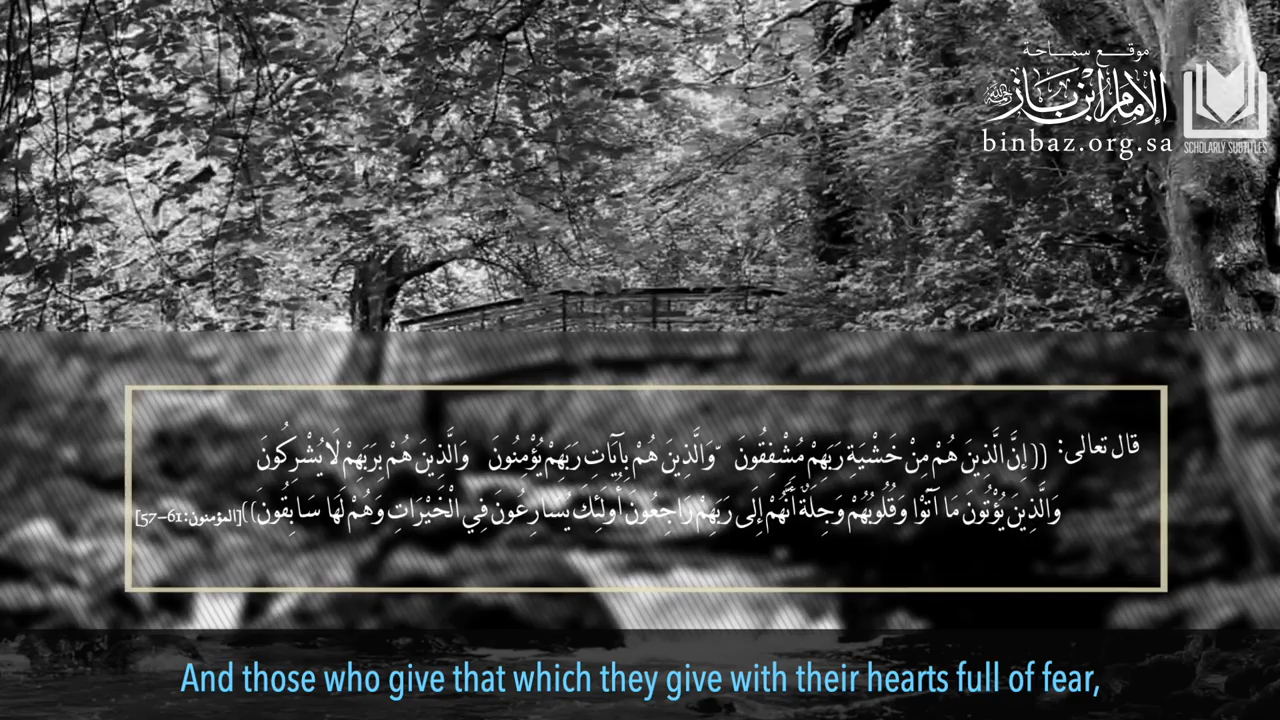 موقع سماحة
الإمام ابن باز رحمه الله
binbaz.org.sa
SCHOLARLY SUBTITLES
قال تعالى: ((إِنَّ الَّذِينَ هُمْ مِنْ خَشْيَةِ رَبِّهِمْ مُشْفِقُونَ وَالَّذِينَ هُمْ بِآيَاتِ رَبِّهِمْ يُؤْمِنُونَ وَالَّذِينَ هُمْ بِرَبِّهِمْ لَا يُشْرِكُونَ
وَالَّذِينَ يُؤْتُونَ مَا آتَوْا وَقُلُوبُهُمْ وَجِلَةٌ أَنَّهُمْ إِلَى رَبِّهِمْ رَاجِعُونَ أُولَئِكَ يُسَارِعُونَ فِي الْخَيْرَاتِ وَهُمْ لَهَا سَابِقُونَ))[المؤمنون:61-57]
And those who give that which they give with their hearts full of fear,